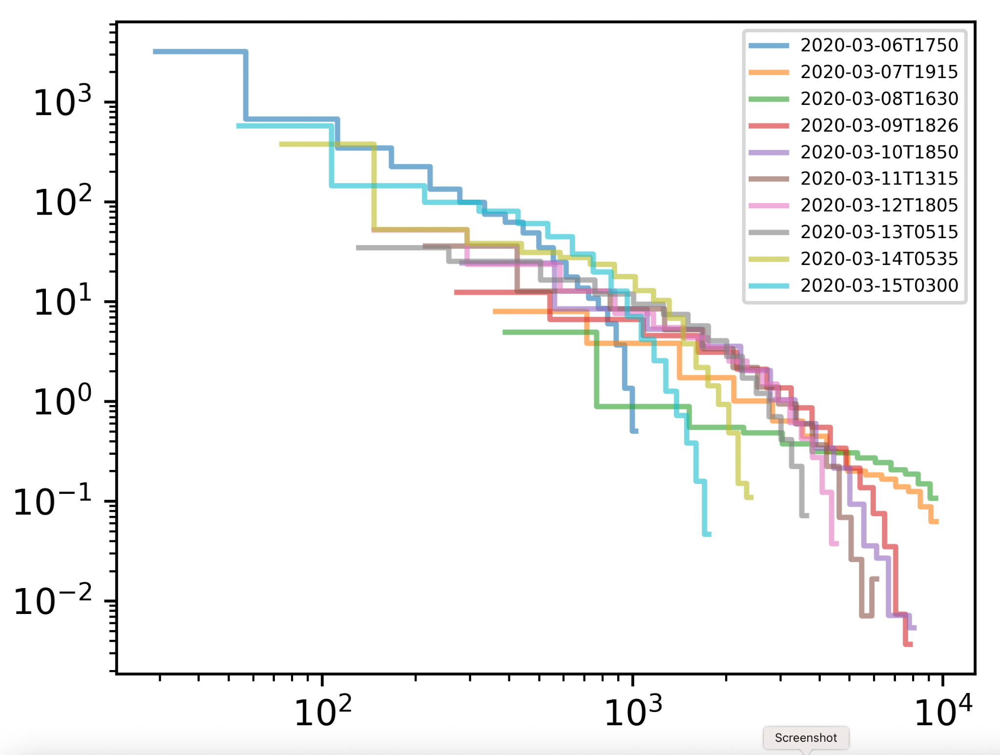 10³
10²
10¹
10⁰
10⁻¹
10⁻²
10²
10³
10⁴
2020-03-06T1750
2020-03-07T1915
2020-03-08T1630
2020-03-09T1826
2020-03-10T1850
2020-03-11T1315
2020-03-12T1805
2020-03-13T0515
2020-03-14T0535
2020-03-15T0300
Screenshot